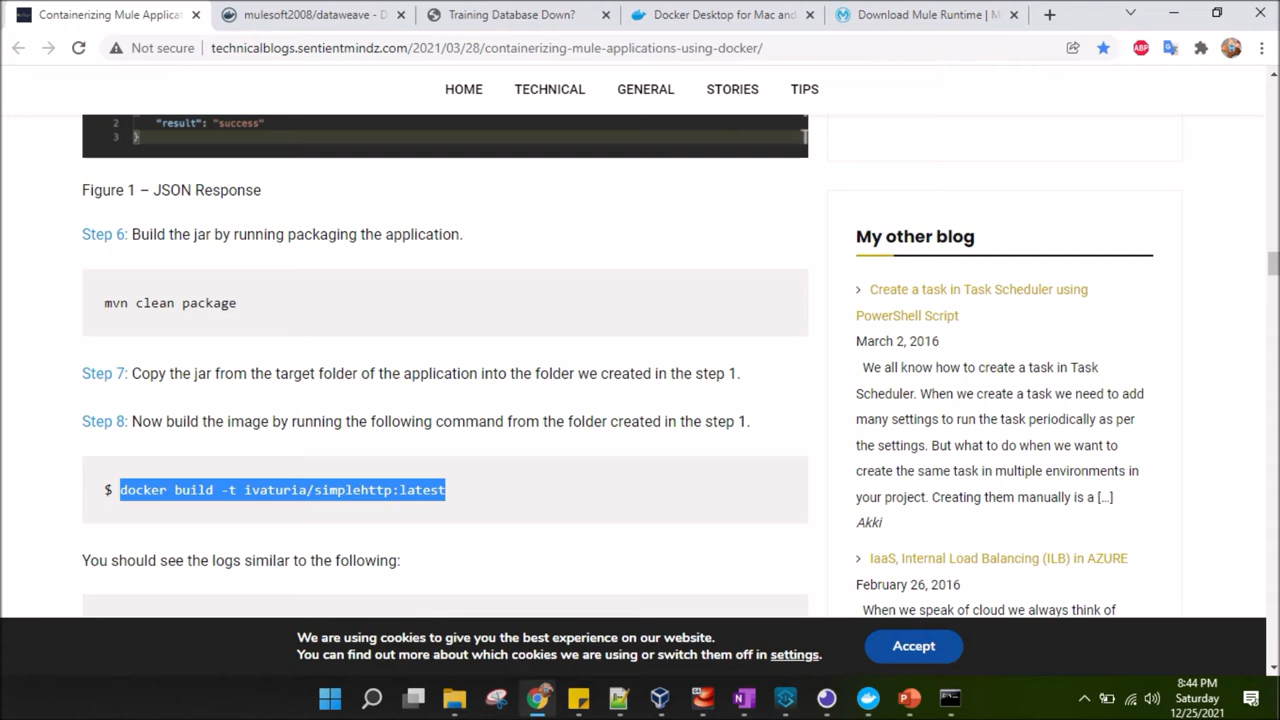 Containerizing Mule Applicat
mulesoft2008/dataweave - D
Training Database Down?
Docker Desktop for Mac and
Download Mule Runtime | M
Not secure
technicalblogs.sentientmindz.com/2021/03/28/containerizing-mule-applications-using-docker/
ABP
HOME
TECHNICAL
GENERAL
STORIES
TIPS
2 "result": "success"
3 }
Figure 1 – JSON Response
Step 6: Build the jar by running packaging the application.
mvn clean package
Step 7: Copy the jar from the target folder of the application into the folder we created in the step 1.
Step 8: Now build the image by running the following command from the folder created in the step 1.
$ docker build -t ivaturia/simplehttp:latest
You should see the logs similar to the following:
My other blog
Create a task in Task Scheduler using
PowerShell Script
March 2, 2016
We all know how to create a task in Task
Scheduler. When we create a task we need to add
many settings to run the task periodically as per
the settings. But what to do when we want to
create the same task in multiple environments in
your project. Creating them manually is a […]
Akki
IaaS, Internal Load Balancing (ILB) in AZURE
February 26, 2016
When we speak of cloud we always think of
We are using cookies to give you the best experience on our website.
You can find out more about which cookies we are using or switch them off in settings.
Accept
8:44 PM
Saturday
12/25/2021